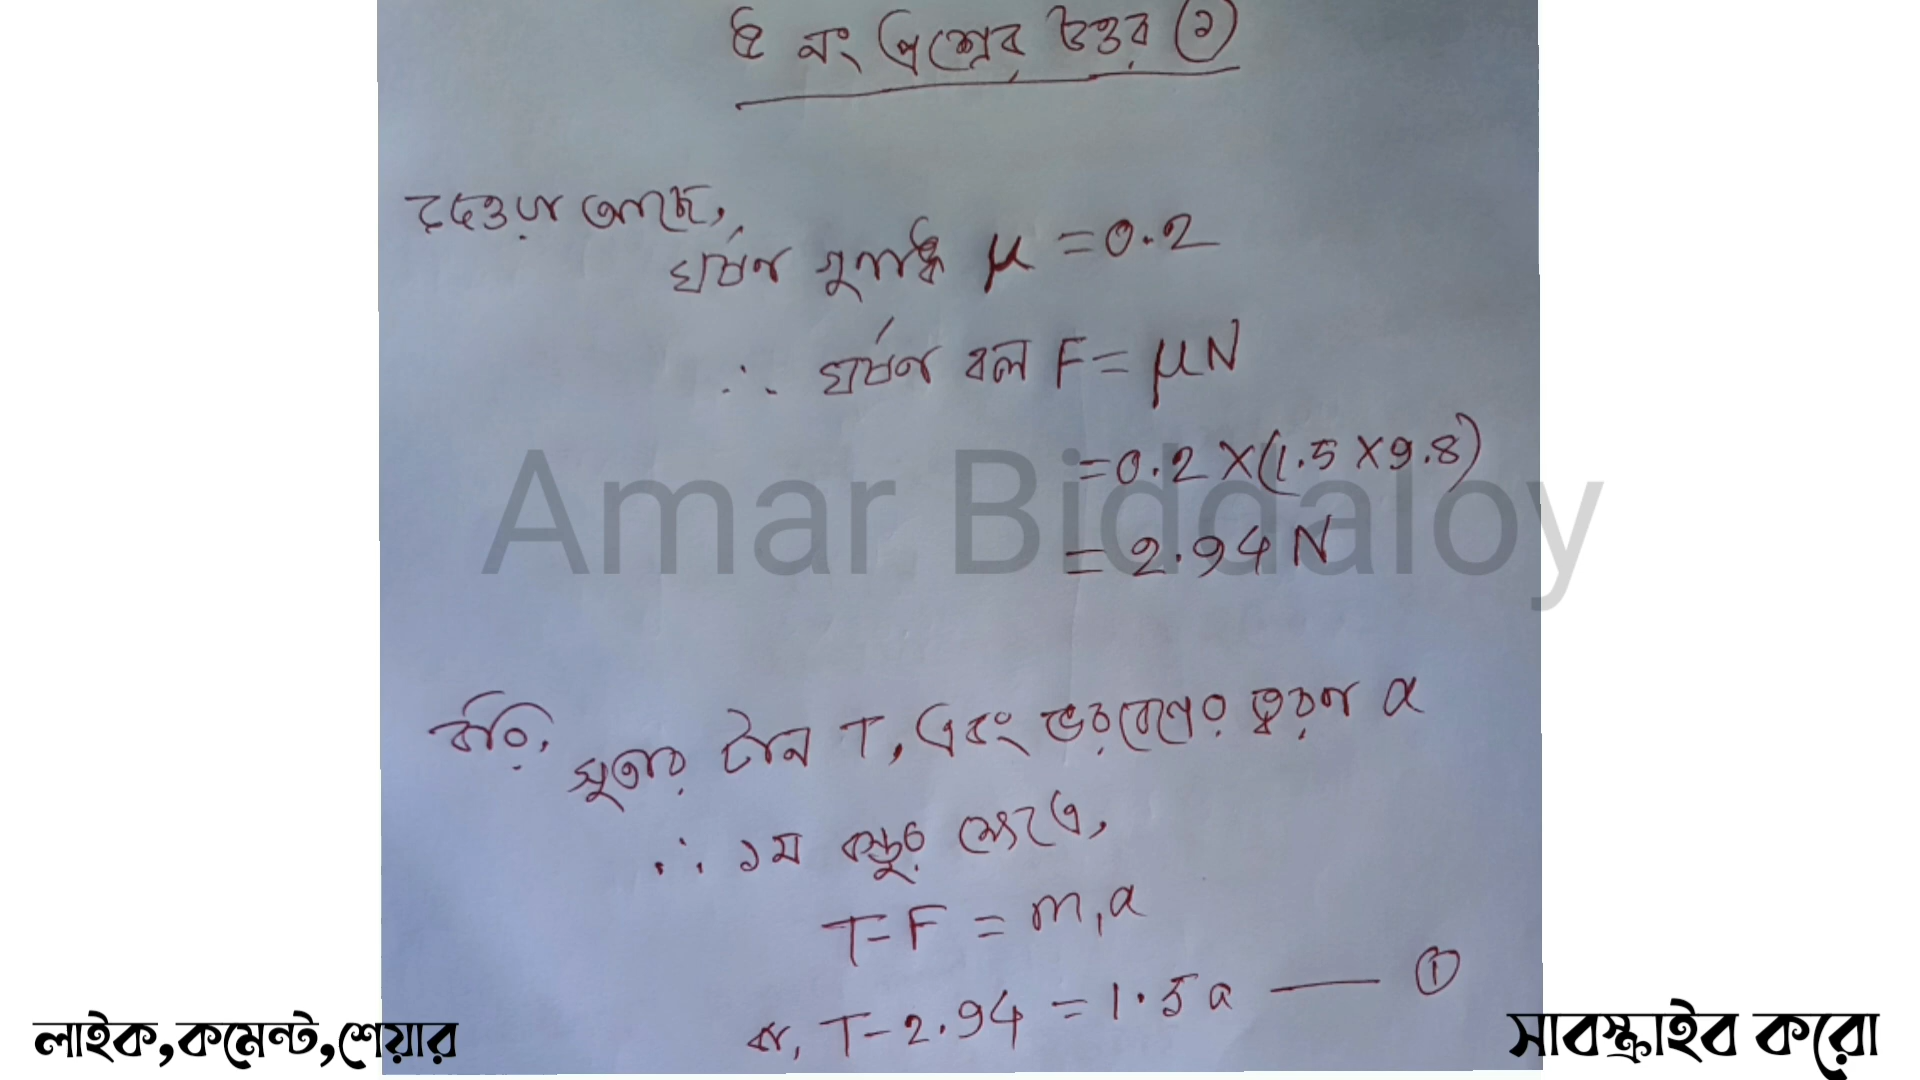 ছ নং প্রশ্নের উত্তর (২)
দেওয়া আছে,
ঘর্ষণ গুণাঙ্ক μ = 0.2
∴ ঘর্ষণ বল F = μN
= 0.2 × (1.5 × 9.8)
Amar Biddaloy
= 2.94 N
ধরি,
সুতার টান T, এবং ভরবেগের ত্বরণ a
∴ ১ম বস্তুর ক্ষেত্রে,
T - F = m₁a
বা, T - 2.94 = 1.5a —— ①
লাইক,কমেন্ট,শেয়ার
সাবস্ক্রাইব করো